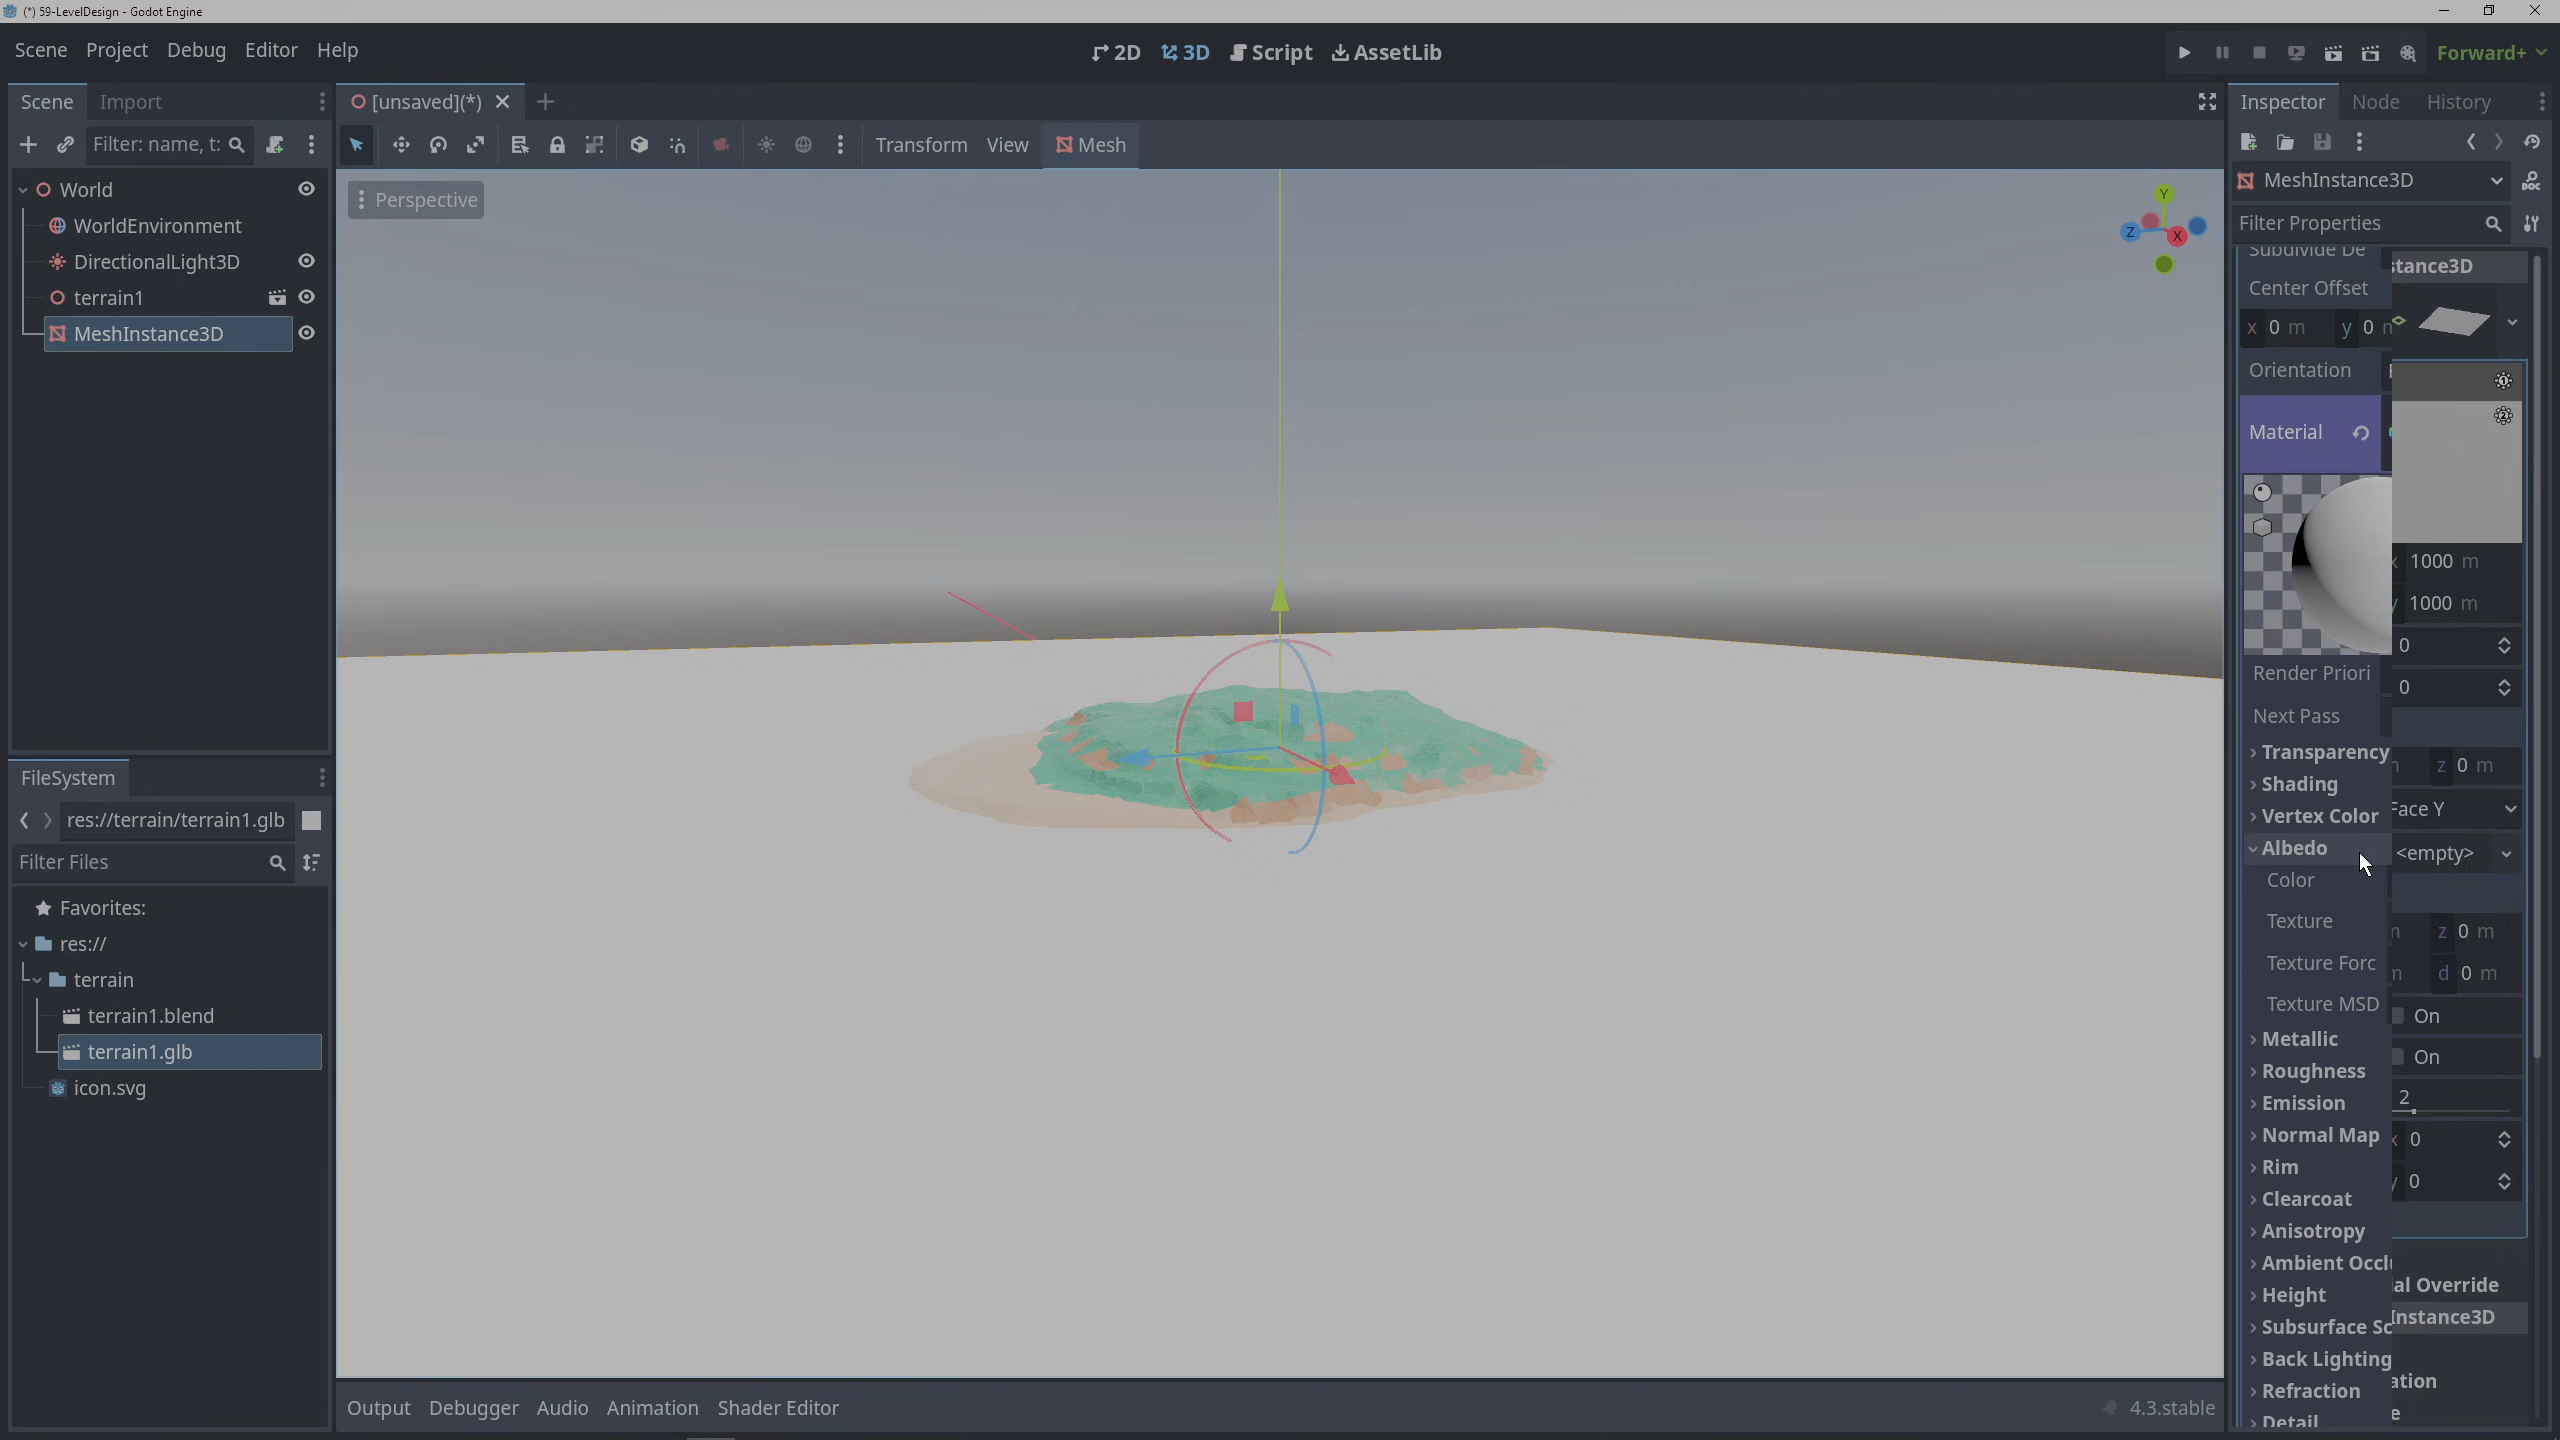 (*) 59-LevelDesign - Godot Engine
Scene Project Debug Editor Help
2D 3D Script AssetLib
Forward+
Scene Import
[unsaved](*)
Inspector Node History
Filter: name, t:
Transform View Mesh
MeshInstance3D
Filter Properties
World
WorldEnvironment
DirectionalLight3D
terrain1
MeshInstance3D
Perspective
Y
Z
X
Subdivide De
stance3D
Center Offset
x 0 m y 0
Orientation
Material
x 1000 m
y 1000 m
0
Render Priori 0
Next Pass
Transparency z 0 m
Shading
Vertex Color Face Y
Albedo <empty>
Color
Texture z 0 m
Texture Forc d 0 m
Texture MSD On
Metallic
Roughness On
Emission 2
Normal Map 0
Rim
Clearcoat y 0
Anisotropy
Ambient Occl
Height al Override
Subsurface Sc Instance3D
Back Lighting
Refraction ation
Detail e
FileSystem
res://terrain/terrain1.glb
Filter Files
Favorites:
res://
terrain
terrain1.blend
terrain1.glb
icon.svg
Output Debugger Audio Animation Shader Editor
4.3.stable